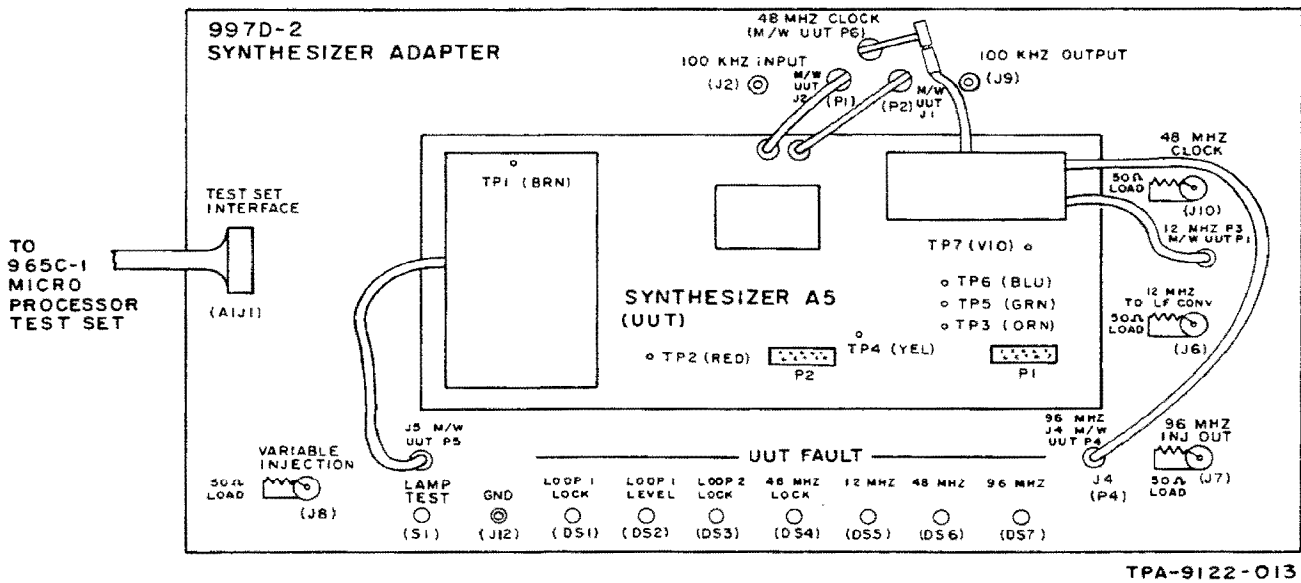 997D-2
SYNTHESIZER ADAPTER
48 MHZ CLOCK
(M/W UUT P6)
100 KHZ INPUT
(J2)
M/W
UUT
J2
(P1)
(P2)
M/W
UUT
J1
100 KHZ OUTPUT
(J9)
TEST SET
INTERFACE
(A1J1)
TO
965C-1
MICRO
PROCESSOR
TEST SET
TP1 (BRN)
48 MHZ
CLOCK
50Ω
LOAD
(J10)
12 MHZ P3
M/W UUT P1
TP7 (VIO)
TP6 (BLU)
TP5 (GRN)
TP3 (ORN)
SYNTHESIZER A5
(UUT)
TP4 (YEL)
TP2 (RED)
P2
P1
12 MHZ
TO LF CONV
50Ω
LOAD
(J6)
J5 M/W
UUT P5
96 MHZ
J4 M/W
UUT P4
J4
(P4)
96 MHZ
INJ OUT
50Ω
LOAD
(J7)
VARIABLE
INJECTION
50Ω
LOAD
(J8)
UUT FAULT
LAMP
TEST
(S1)
GND
(J12)
LOOP 1
LOCK
(DS1)
LOOP 1
LEVEL
(DS2)
LOOP 2
LOCK
(DS3)
48 MHZ
LOCK
(DS4)
12 MHZ
(DS5)
48 MHZ
(DS6)
96 MHZ
(DS7)
TPA-9122-013